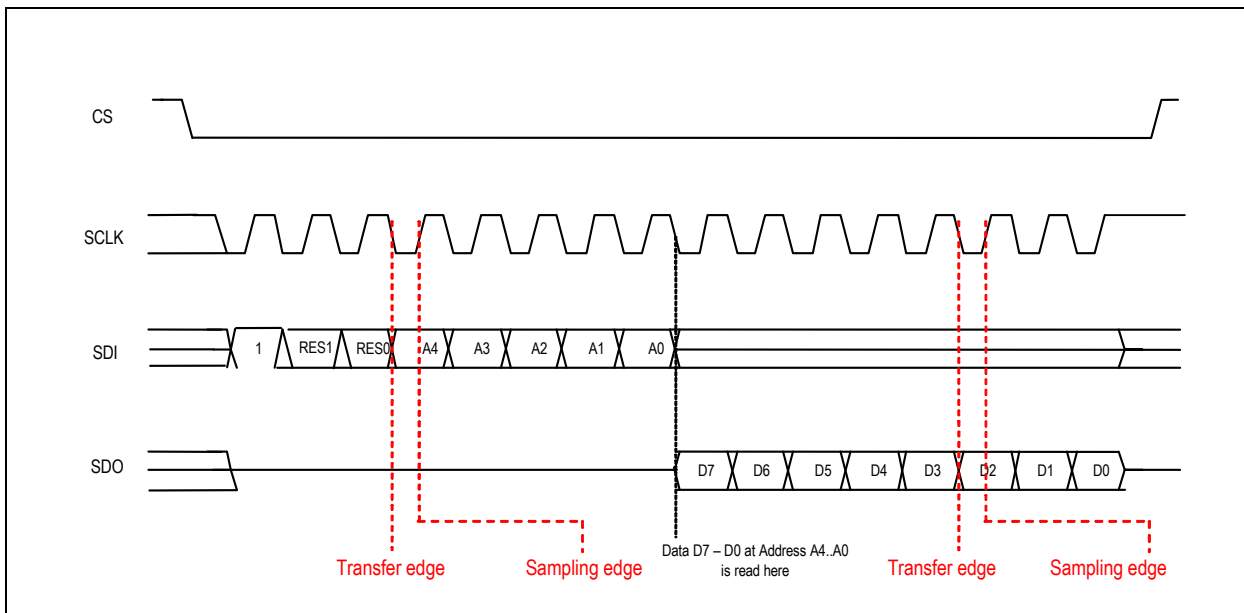 CS
SCLK
SDI
1 RES1 RES0 A4 A3 A2 A1 A0
SDO
D7 D6 D5 D4 D3 D2 D1 D0
Data D7 – D0 at Address A4..A0
is read here
Transfer edge Sampling edge Transfer edge Sampling edge